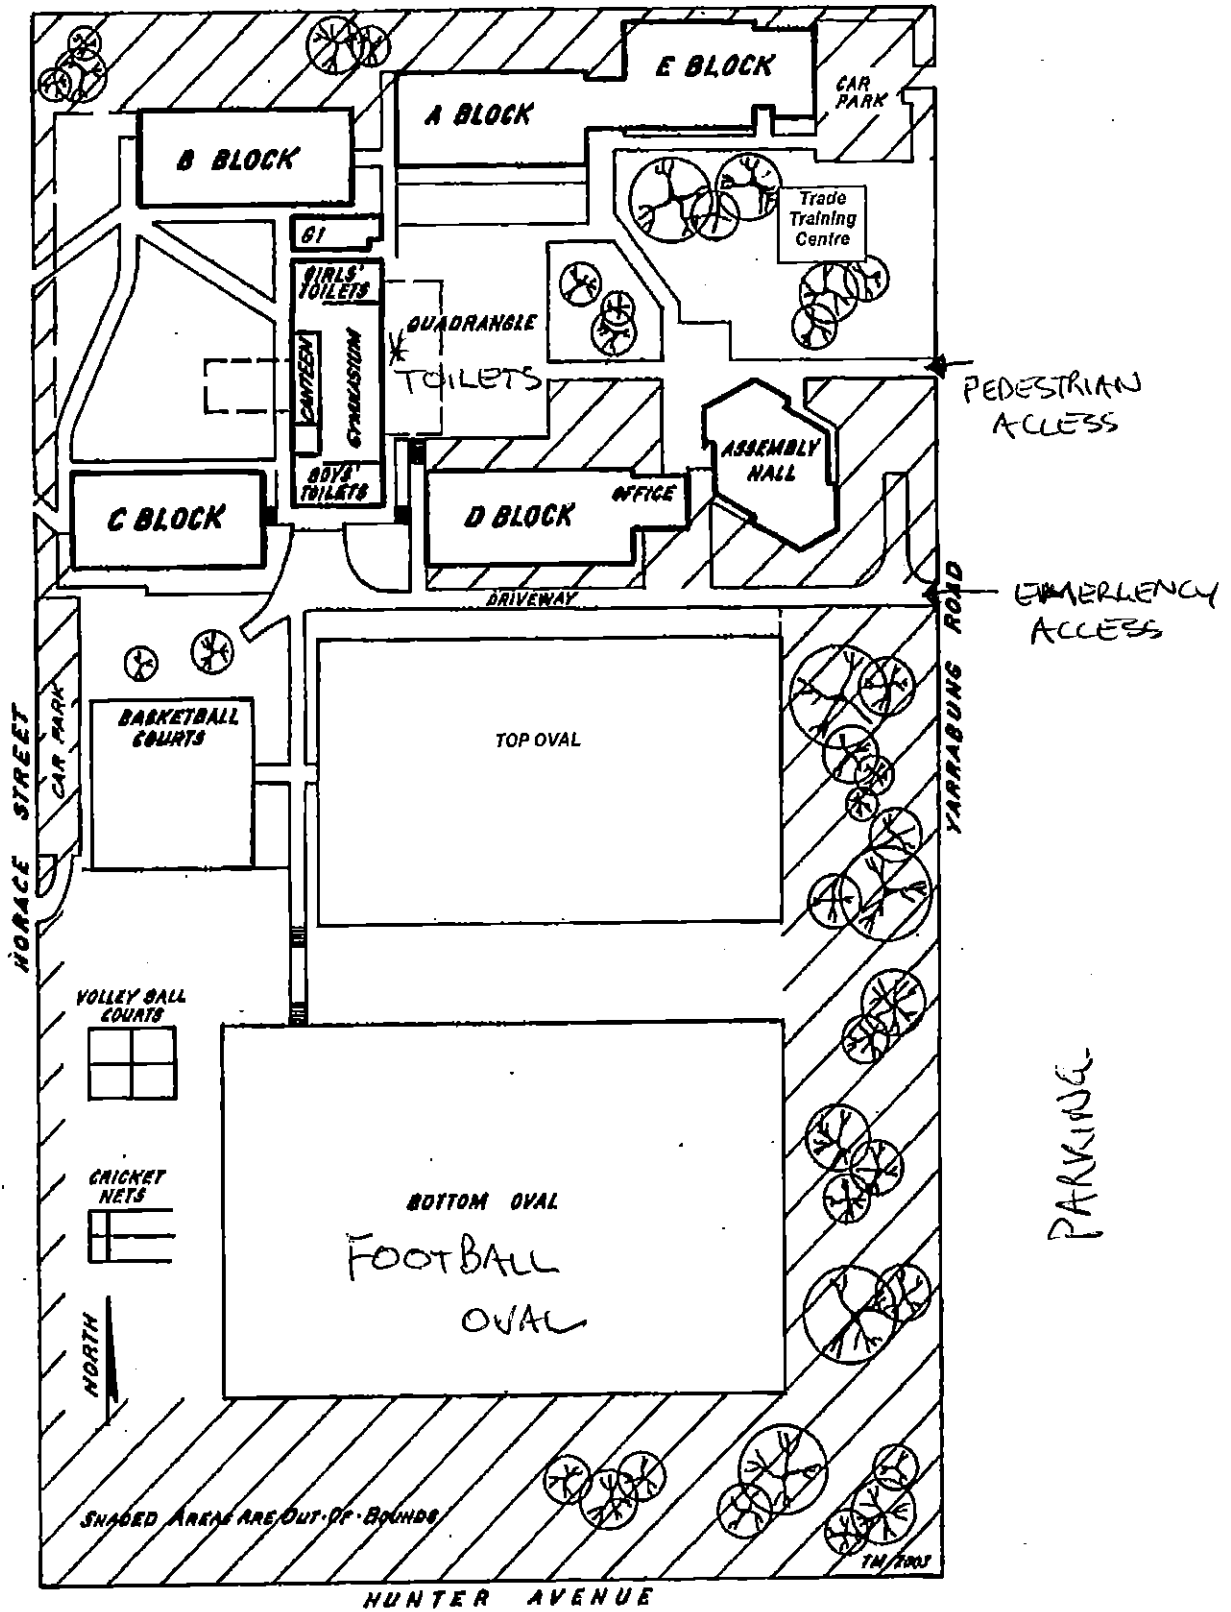 E BLOCK
CAR
PARK
A BLOCK
B BLOCK
Trade
Training
Centre
G1
GIRLS'
TOILETS
QUADRANGLE
TOILETS
CANTEEN
GYMNASIUM
PEDESTRIAN
ACCESS
ASSEMBLY
HALL
BOYS'
TOILETS
OFFICE
C BLOCK
D BLOCK
DRIVEWAY
EMERGENCY
ACCESS
YARRABUNG ROAD
HORACE STREET
CAR PARK
BASKETBALL
COURTS
TOP OVAL
VOLLEY BALL
COURTS
PARKING
CRICKET
NETS
BOTTOM OVAL
FOOTBALL
OVAL
NORTH
SHADED AREAS ARE OUT-OF-BOUNDS
TM/2003
HUNTER AVENUE